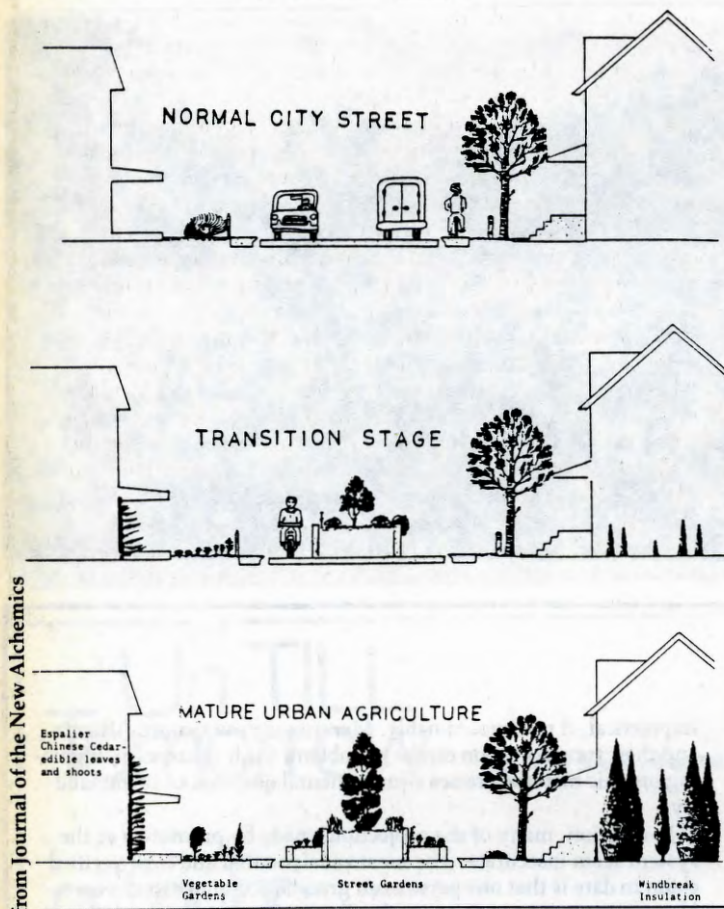 NORMAL CITY STREET
TRANSITION STAGE
MATURE URBAN AGRICULTURE
Espalier
Chinese Cedar-
edible leaves
and shoots
Vegetable
Gardens
Street Gardens
Windbreak
Insulation
from Journal of the New Alchemics